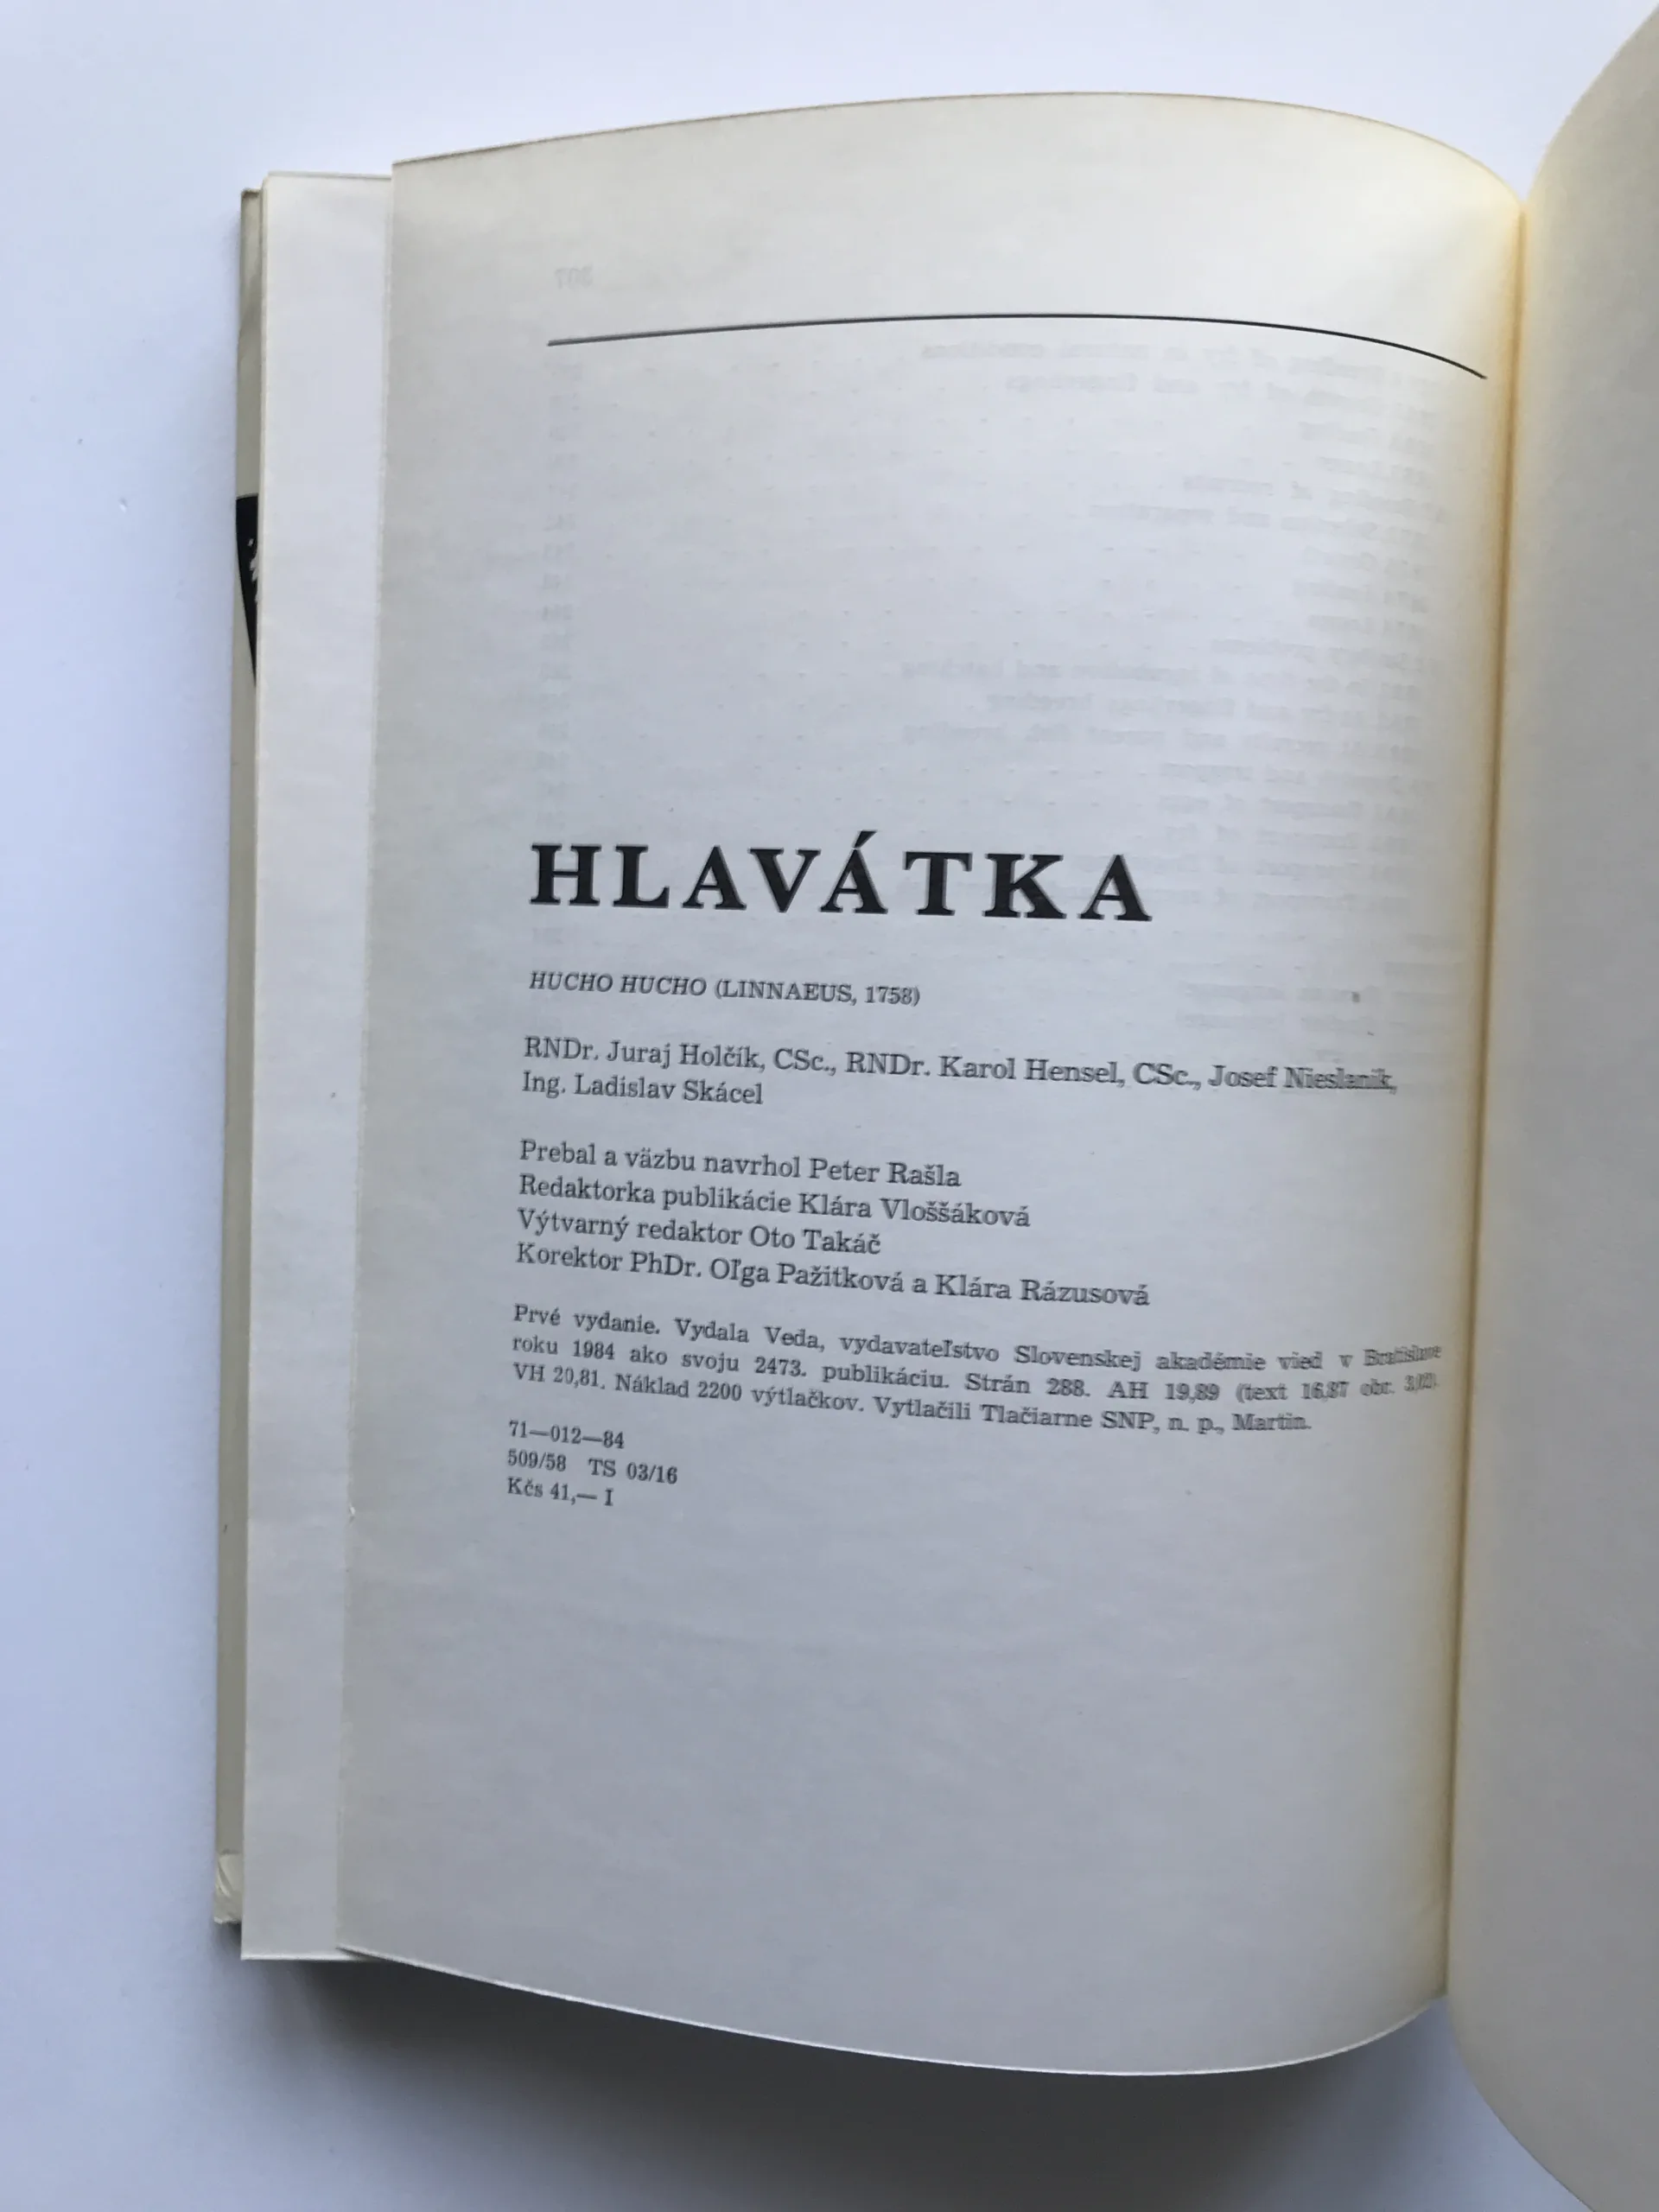 HLAVÁTKA
HUCHO HUCHO (LINNAEUS, 1758)
RNDr. Juraj Holčík, CSc., RNDr. Karol Hensel, CSc., Josef Nieslanik,
Ing. Ladislav Skácel
Prebal a väzbu navrhol Peter Rašla
Redaktorka publikácie Klára Vloššáková
Výtvarný redaktor Oto Takáč
Korektor PhDr. Oľga Pažitková a Klára Rázusová
Prvé vydanie. Vydala Veda, vydavateľstvo Slovenskej akadémie vied v Bratislave
roku 1984 ako svoju 2473. publikáciu. Strán 288. AH 19,89 (text 16,87 obr.
VH 20,81. Náklad 2200 výtlačkov. Vytlačili Tlačiarne SNP, n. p., Martin.
71—012—84
509/58 TS 03/16
Kčs 41,— I